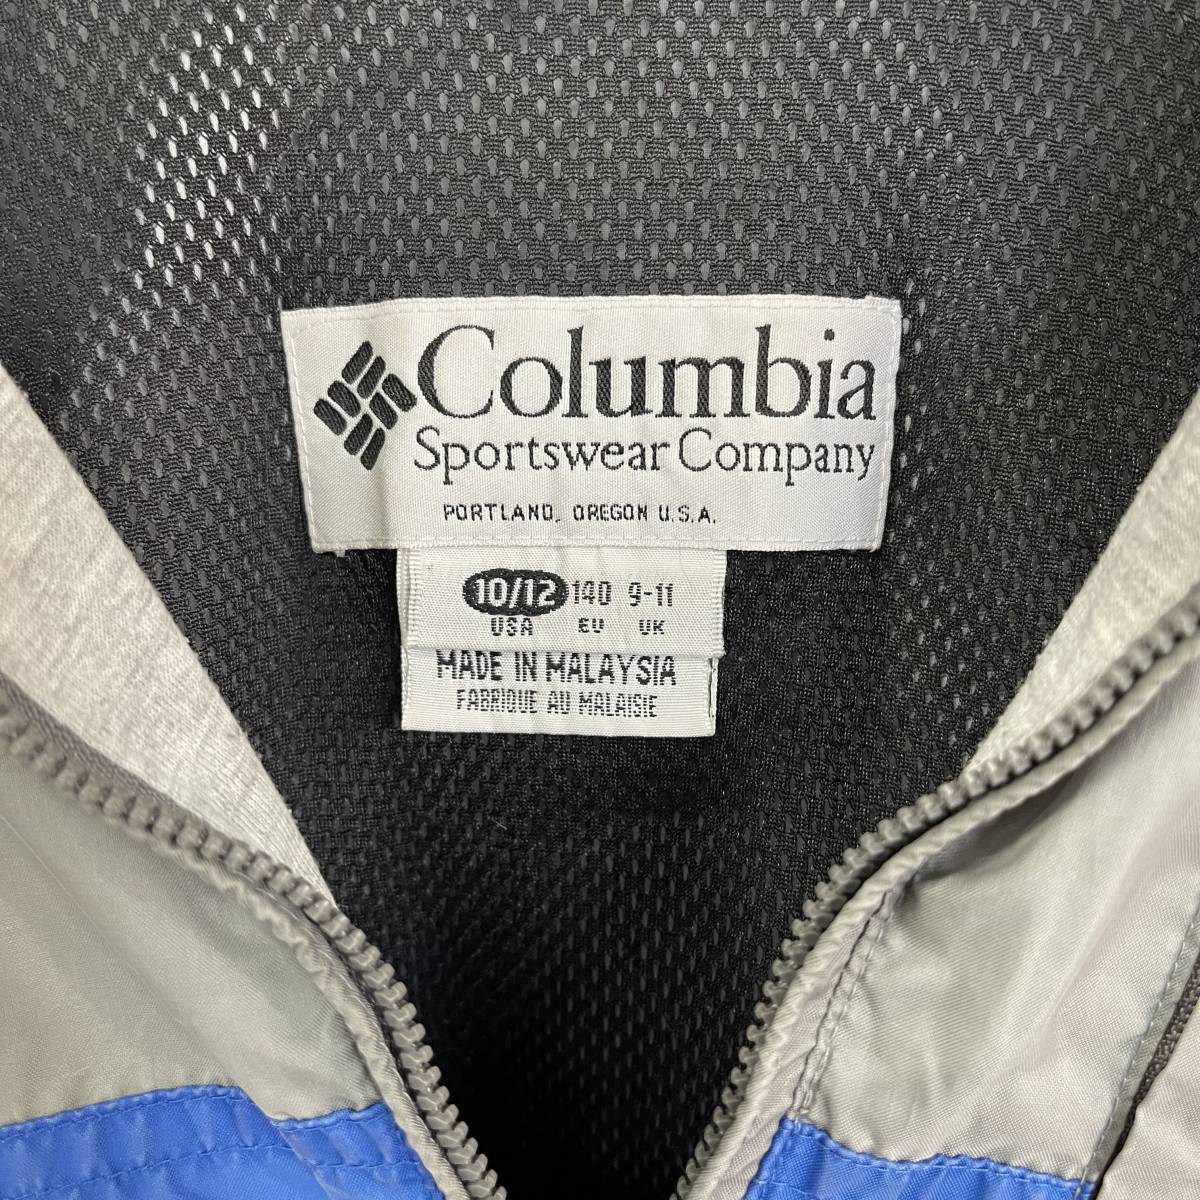 Columbia
Sportswear Company
PORTLAND, OREGON U.S.A.
10/12 140 9-11
USA EU UK
MADE IN MALAYSIA
FABRIQUE AU MALAISIE